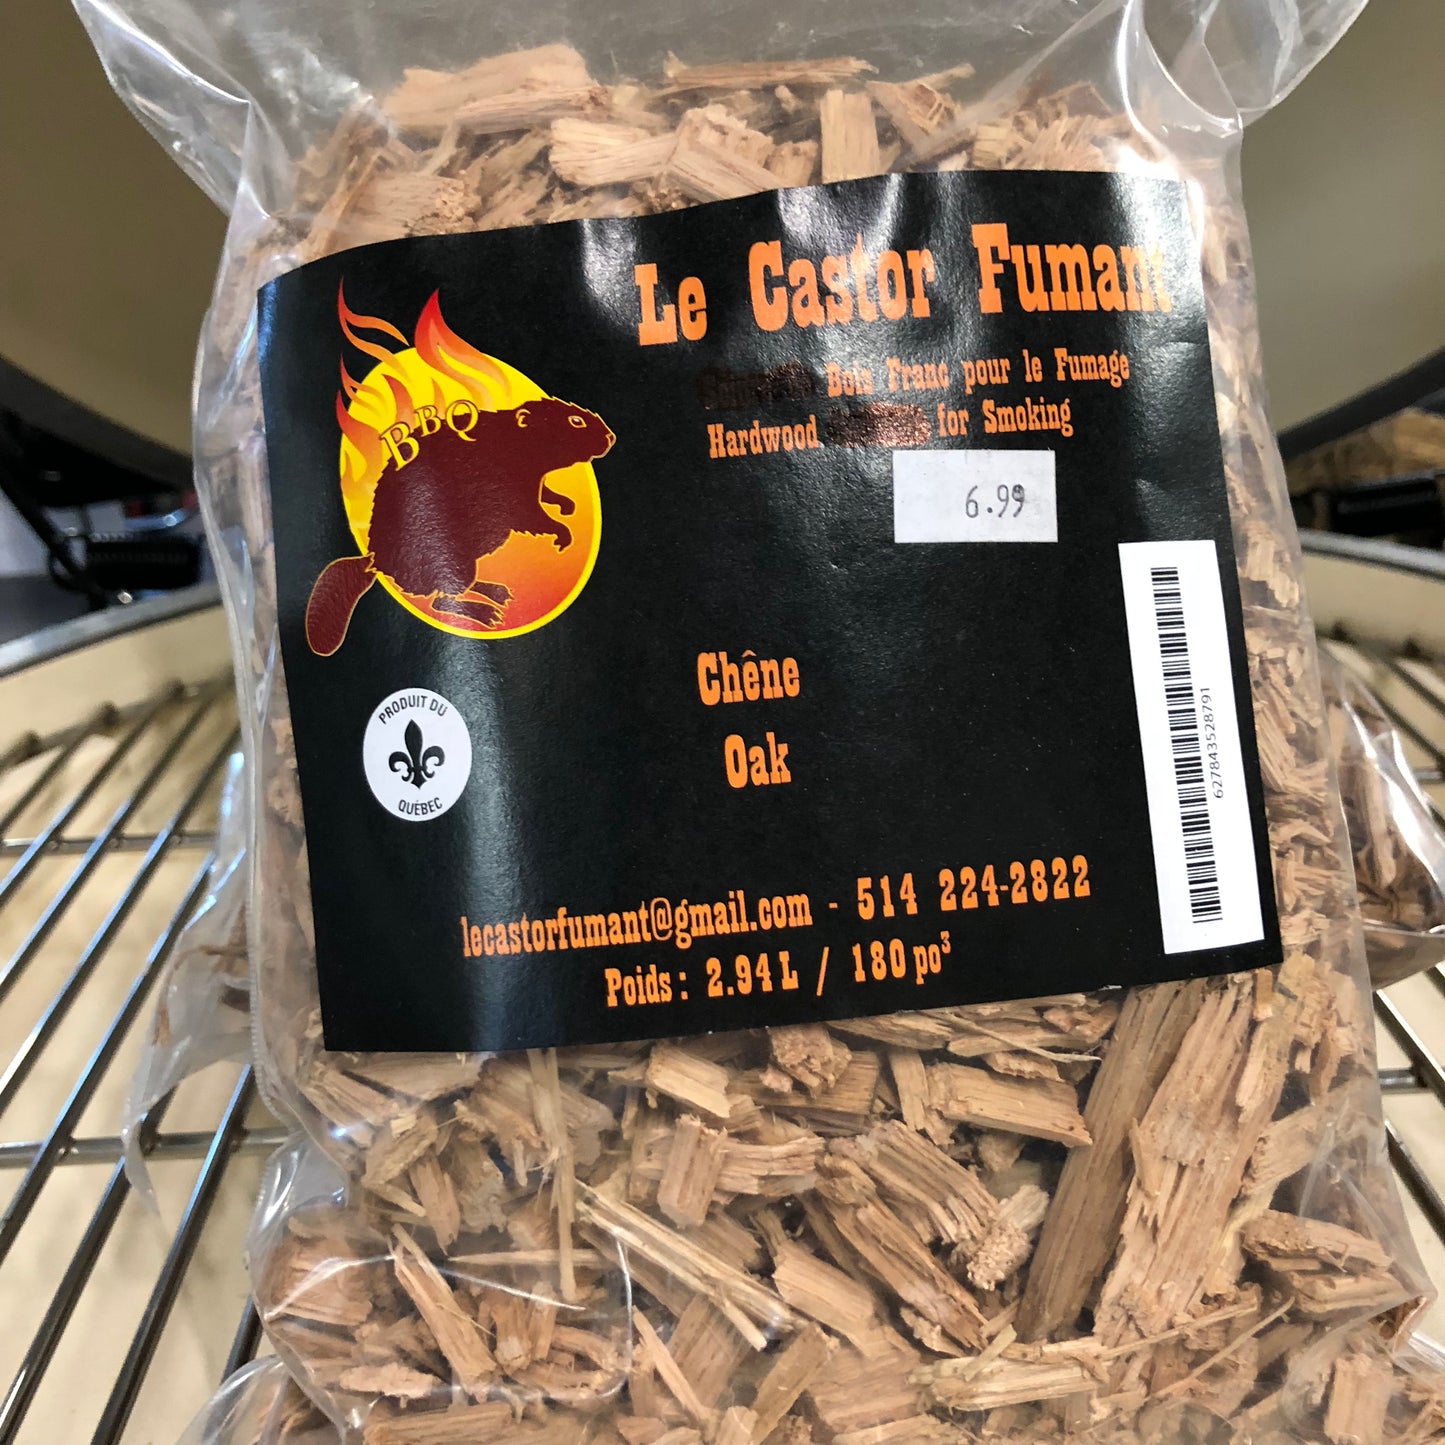 Le Castor Fumant
Bois Franc pour le Fumage
Hardwood for Smoking
6.99
BBQ
Chêne
Oak
PRODUIT DU
QUÉBEC
627843528791
lecastorfumant@gmail.com - 514 224-2822
Poids : 2.94 L / 180 po³